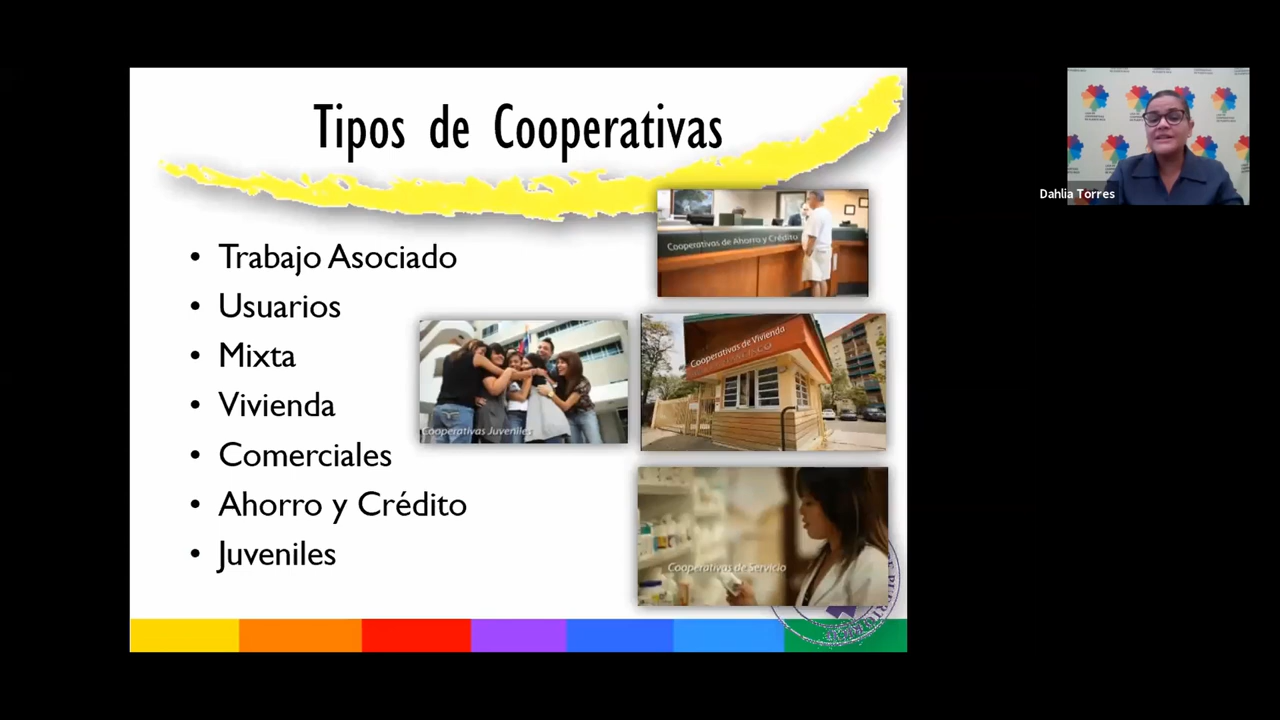 Tipos de Cooperativas
• Trabajo Asociado
• Usuarios
• Mixta
• Vivienda
• Comerciales
• Ahorro y Crédito
• Juveniles
Cooperativas de Ahorro y Crédito
Cooperativas Juveniles
Cooperativas de Vivienda
Cooperativas de Servicio
Dahlia Torres